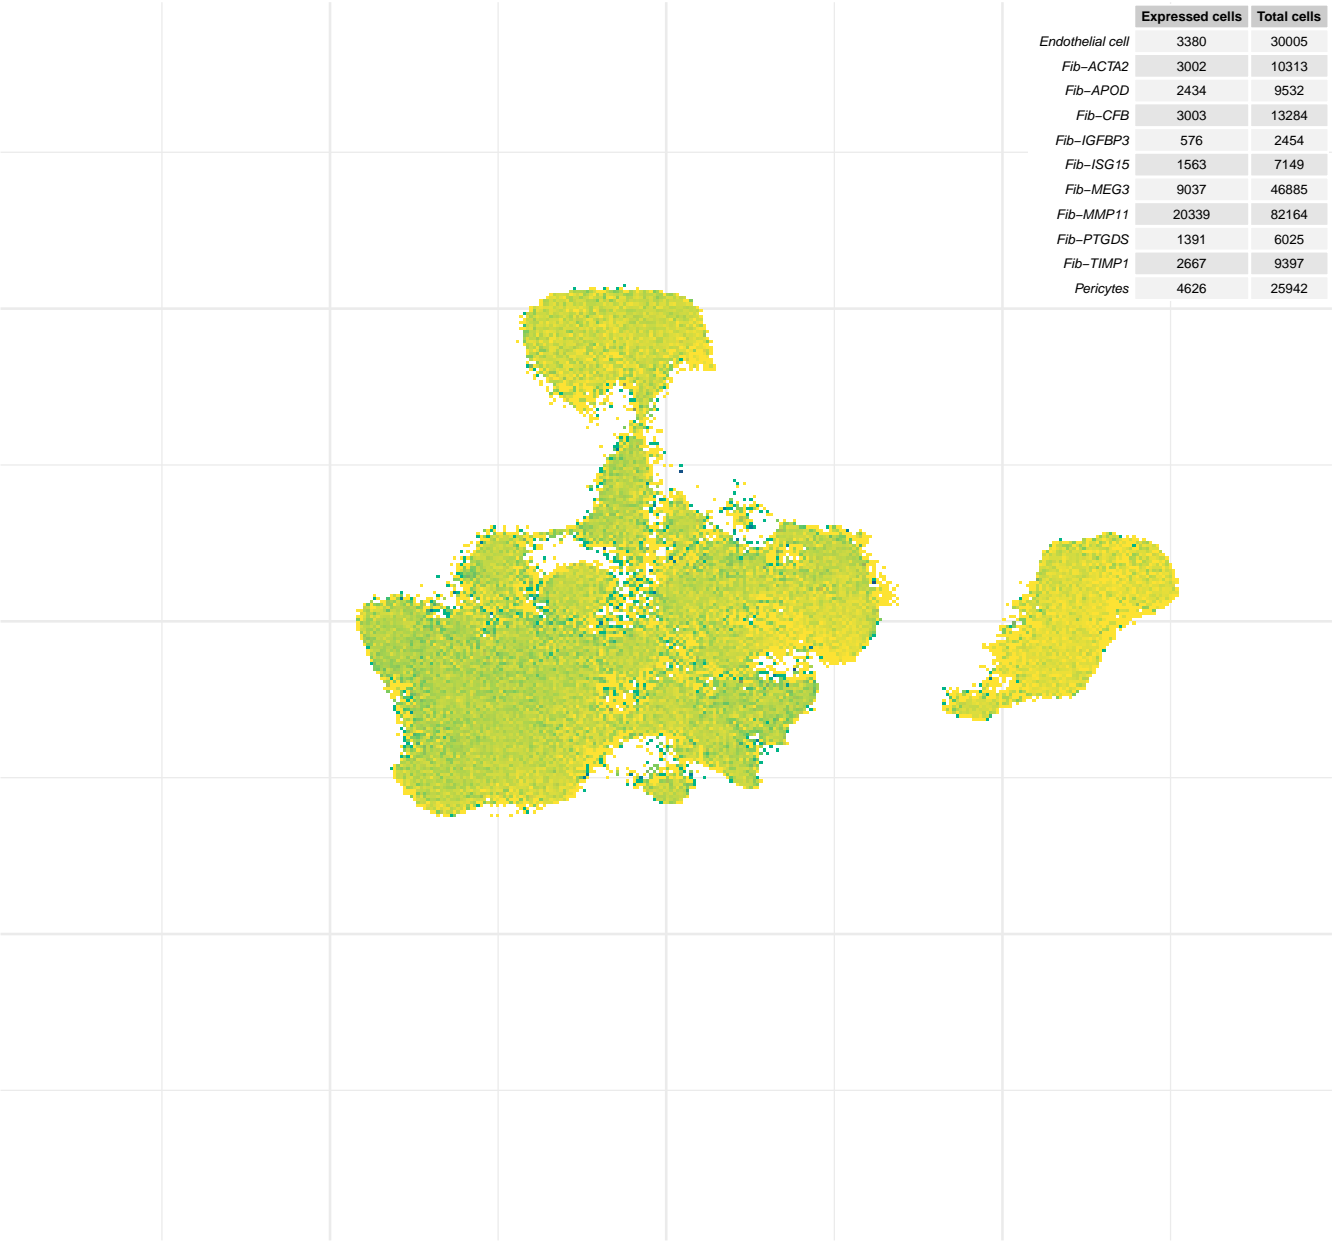 Expressed cells Total cells
Endothelial cell 3380 30005
Fib−ACTA2 3002 10313
Fib−APOD 2434 9532
Fib−CFB 3003 13284
Fib−IGFBP3 576 2454
Fib−ISG15 1563 7149
Fib−MEG3 9037 46885
Fib−MMP11 20339 82164
Fib−PTGDS 1391 6025
Fib−TIMP1 2667 9397
Pericytes 4626 25942